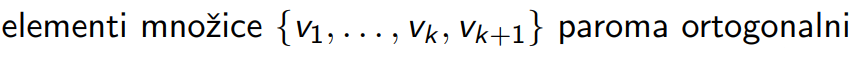 elementi množice {v₁, . . . , vₖ, vₖ₊₁} paroma ortogonalni